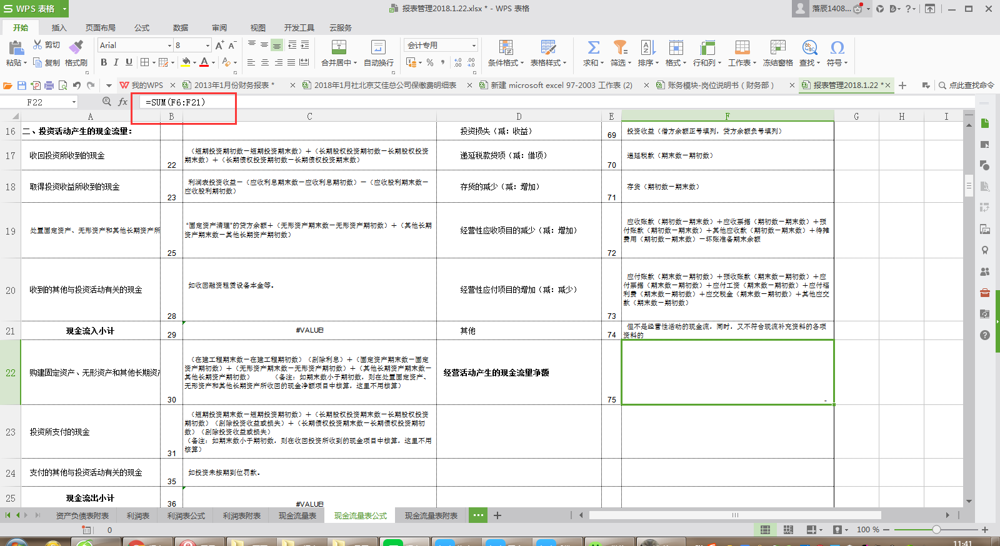 S WPS 表格
报表管理2018.1.22.xlsx * - WPS 表格
落辰1408...
开始 插入 页面布局 公式 数据 审阅 视图 开发工具 云服务
粘贴 剪切 复制 格式刷
Arial 8
B I U A
合并居中 自动换行
会计专用
条件格式 表格样式 求和 筛选 排序 格式 行和列 工作表 冻结窗格 查找 符号
我的WPS 2013年1月份财务报表 * 2018年1月社北京艾佳总公司保缴费明细表 新建 microsoft excel 97-2003 工作表 (2) 账务模块-岗位说明书（财务部） 报表管理2018.1.22 * 点此查找命令
F22 fx =SUM(F6:F21)
A B C D E F G H I
16 二、投资活动产生的现金流量：
投资损失（减：收益） 69
投资收益（借方余额正号填列，贷方余额负号填列）
17 收回投资所收到的现金 22
（短期投资期初数－短期投资期末数）＋（长期股权投资期初数－长期股权投资
期末数）＋（长期债权投资期初数－长期债权投资期末数）
递延税款贷项（减：借项） 70
递延税款（期末数－期初数）
18 取得投资收益所收到的现金 23
利润表投资收益－（应收利息期末数－应收利息期初数）－（应收股利期末数－
应收股利期初数）
存货的减少（减：增加） 71
存货（期初数－期末数）
19 处置固定资产、无形资产和其他长期资产所 25
“固定资产清理”的贷方余额＋（无形资产期末数－无形资产期初数）＋（其他长期
资产期末数－其他长期资产期初数）
经营性应收项目的减少（减：增加） 72
应收账款（期初数－期末数）＋应收票据（期初数－期末数）＋预
付账款（期初数－期末数）＋其他应收款（期初数－期末数）＋待摊
费用（期初数－期末数）－坏账准备期末余额
20 收到的其他与投资活动有关的现金 28
如收回融资租赁设备本金等。
经营性应付项目的增加（减：减少） 73
应付账款（期末数－期初数）＋预收账款（期末数－期初数）＋应
付票据（期末数－期初数）＋应付工资（期末数－期初数）＋应付福
利费（期末数－期初数）＋应交税金（期末数－期初数）＋其他应交
款（期末数－期初数）
21 现金流入小计 29
#VALUE!
其他 74
但不是经营性活动的现金流，同时，又不符合现流补充资料的各项
资料的
22 购建固定资产、无形资产和其他长期资产 30
（在建工程期末数－在建工程期初数）（剔除利息）＋（固定资产期末数－固定
资产期初数）＋（无形资产期末数－无形资产期初数）＋（其他长期资产期末数－
其他长期资产期初数） （备注：如期末数小于期初数，则在处置固定资产、
无形资产和其他长期资产所收回的现金净额项目中核算，这里不用核算）
经营活动产生的现金流量净额 75
-
23 投资所支付的现金 31
（短期投资期末数－短期投资期初数）＋（长期股权投资期末数－长期股权投资
期初数）（剔除投资收益或损失）＋（长期债权投资期末数－长期债权投资期初
数）（剔除投资收益或损失）
（备注：如期末数小于期初数，则在收回投资所收到的现金项目中核算，这里不用
核算）
24 支付的其他与投资活动有关的现金 35
如投资未按期到位罚款。
25 现金流出小计 36
#VALUE!
资产负债表附表 利润表 利润表公式 利润表附表 现金流量表 现金流量表公式 现金流量表附表
0
100 %
11:41